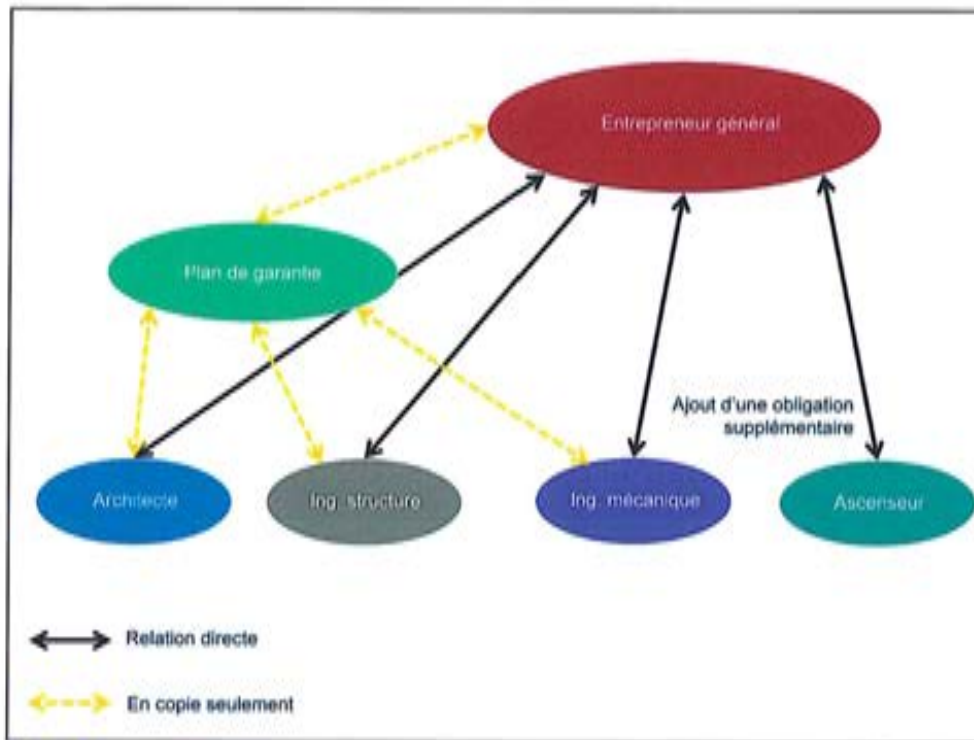 Entrepreneur général
Plan de garantie
Ajout d'une obligation
supplémentaire
Architecte
Ing. structure
Ing. mécanique
Ascenseur
Relation directe
En copie seulement